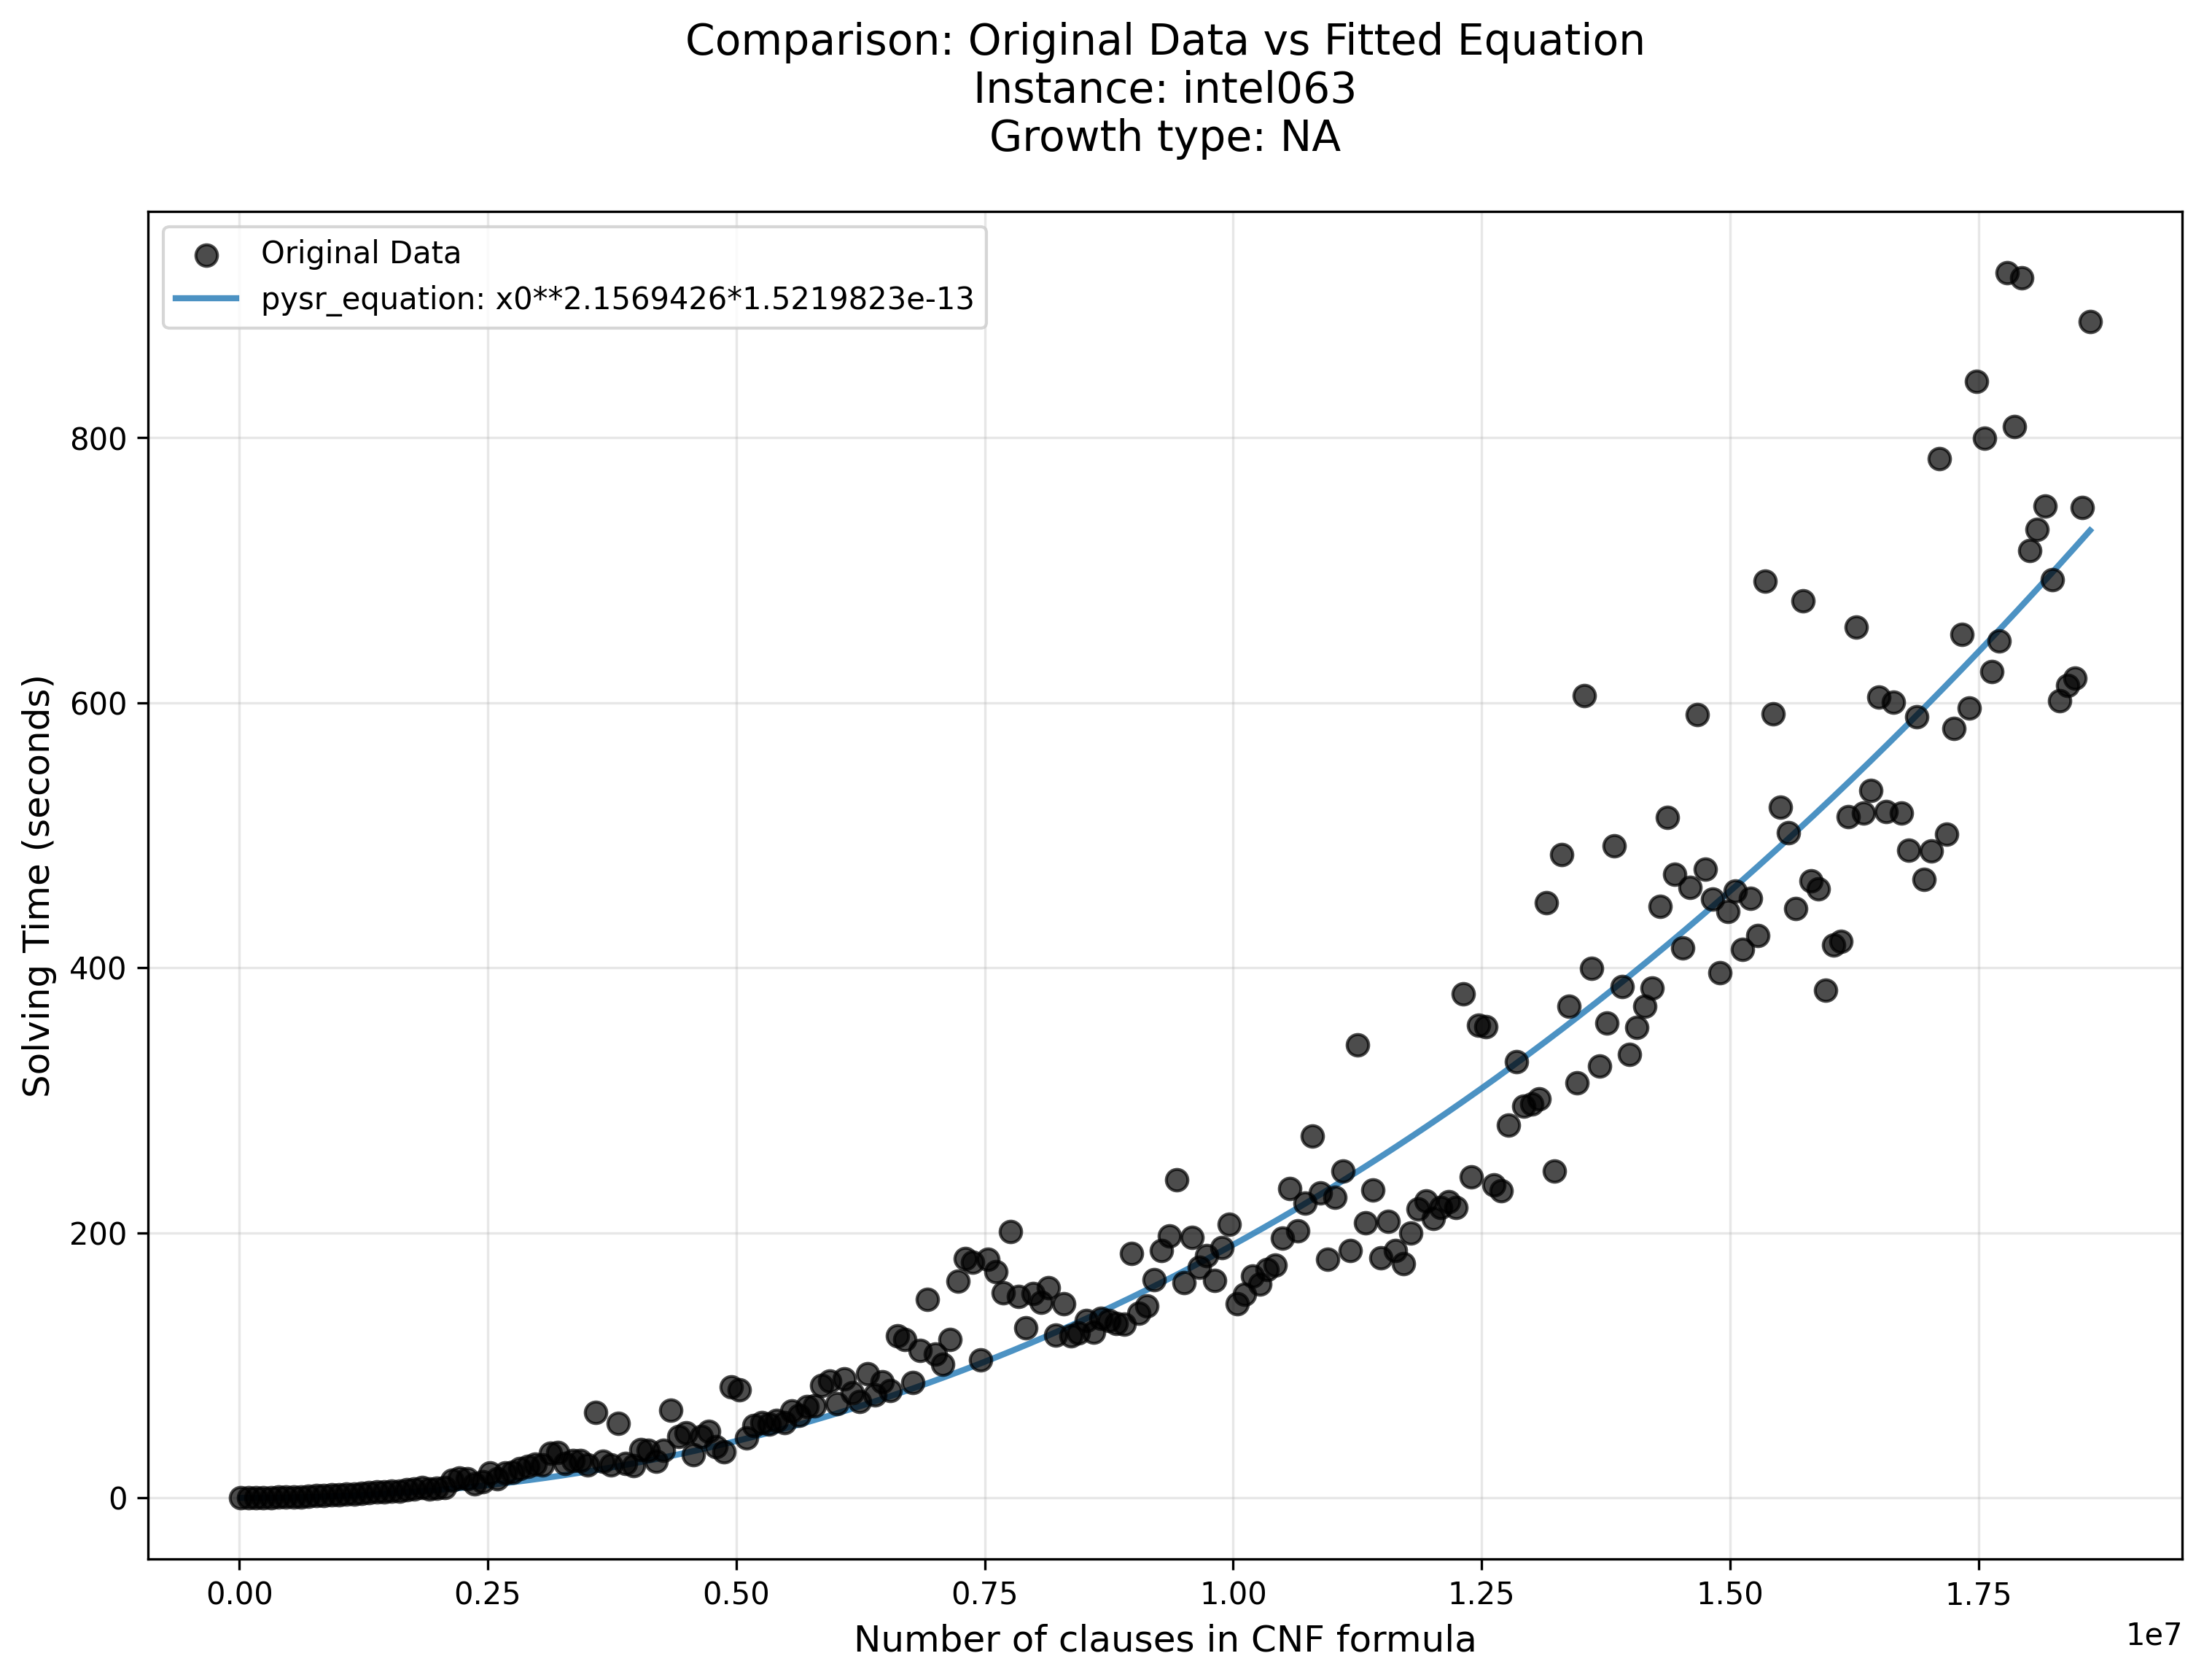 Comparison: Original Data vs Fitted Equation
Instance: intel063
Growth type: NA
Original Data
pysr_equation: x0**2.1569426*1.5219823e-13
Solving Time (seconds)
800
600
400
200
0
0.00 0.25 0.50 0.75 1.00 1.25 1.50 1.75
1e7
Number of clauses in CNF formula